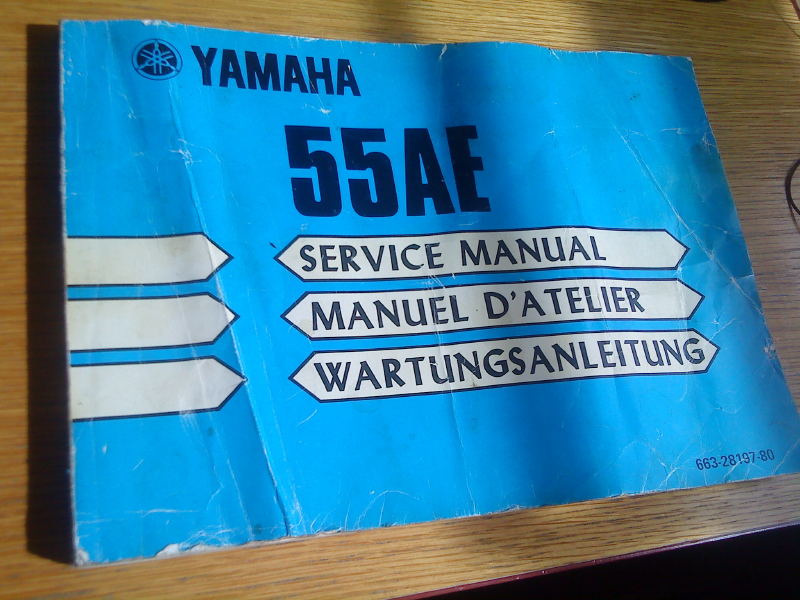 YAMAHA
55AE
SERVICE MANUAL
MANUEL D'ATELIER
WARTUNGSANLEITUNG
663-28197-80